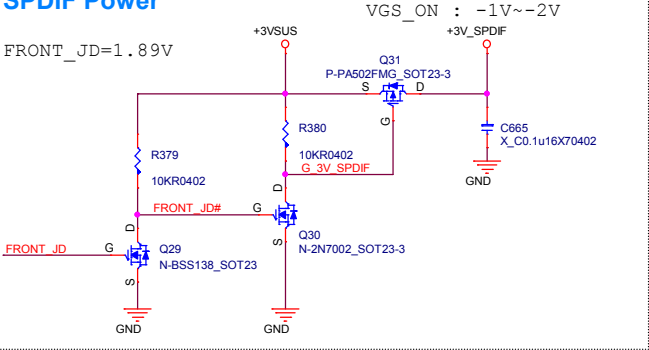 SPDIF Power
VGS_ON : -1V~-2V
+3VSUS
+3V_SPDIF
FRONT_JD=1.89V
Q31
P-PA502FMG_SOT23-3
S
D
G
R380
10KR0402
C665
X_C0.1u16X70402
GND
R379
10KR0402
G_3V_SPDIF
FRONT_JD#
G
D
S
Q30
N-2N7002_SOT23-3
FRONT_JD
G
D
S
Q29
N-BSS138_SOT23
GND
GND